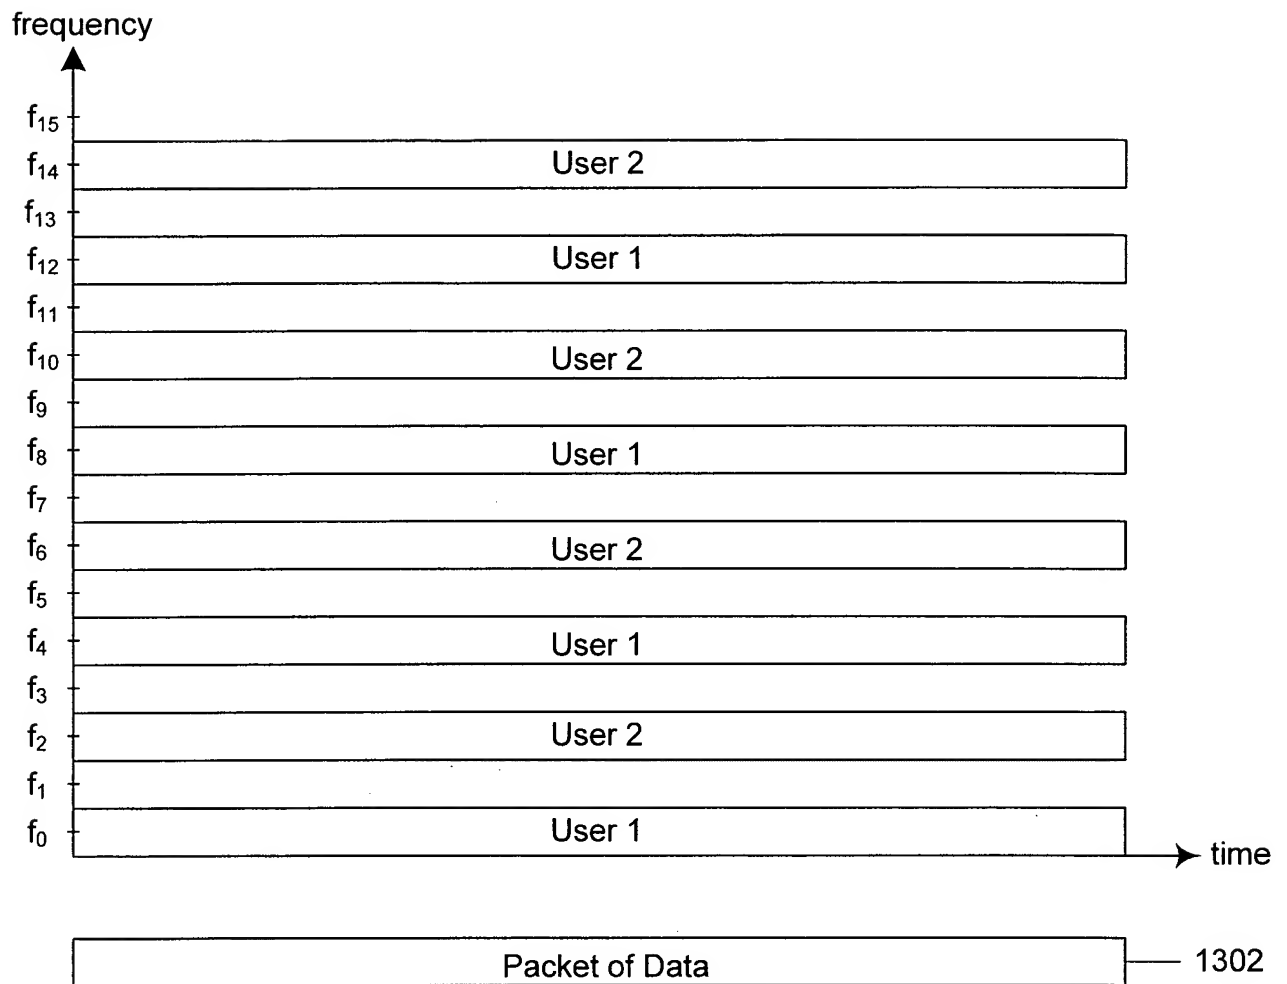 frequency
f15
f14 User 2
f13
f12 User 1
f11
f10 User 2
f9
f8 User 1
f7
f6 User 2
f5
f4 User 1
f3
f2 User 2
f1
f0 User 1
time
Packet of Data 1302